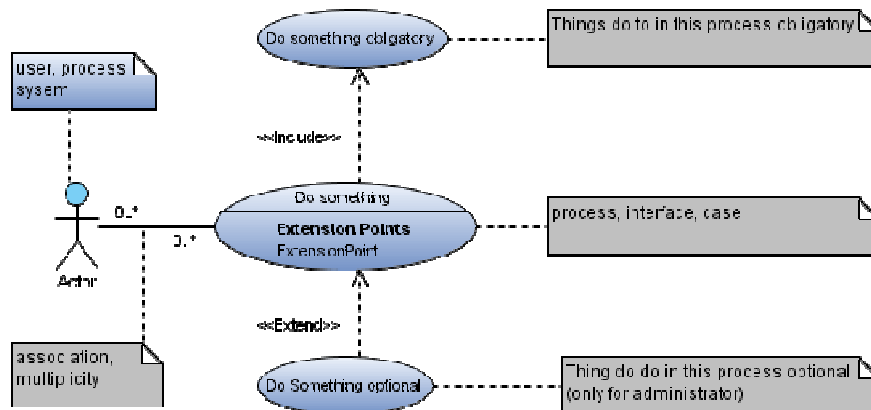 Do something obligatory
Things do to in this process obligatory
user, process
sysem
<<Include>>
Do something
Extension Points
ExtensionPoint
process, interface, case
0..*
0..*
Actor
<<Extend>>
association,
multiplicity
Do Something optional
Thing do do in this process optional
(only for administrator)